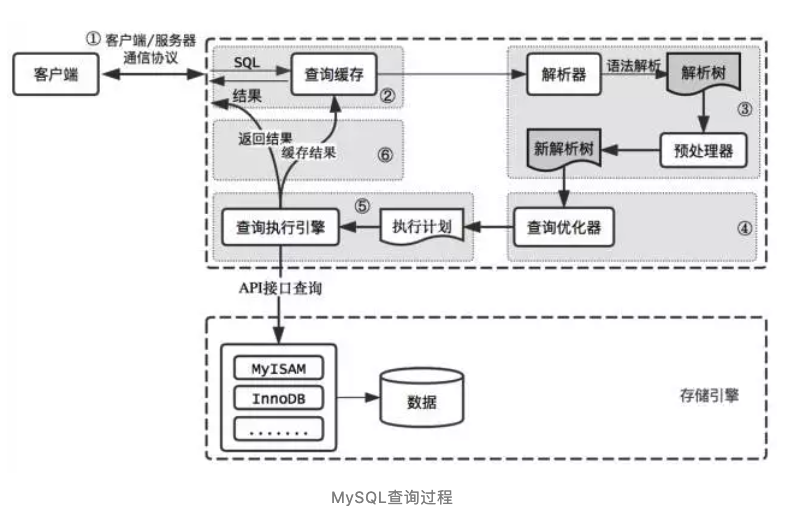 ① 客户端/服务器
通信协议
客户端
SQL
查询缓存
结果
②
解析器
语法解析
解析树
③
返回结果
缓存结果
⑥
新解析树
预处理器
查询执行引擎
⑤
执行计划
查询优化器
④
API接口查询
MyISAM
InnoDB
.......
数据
存储引擎
MySQL查询过程